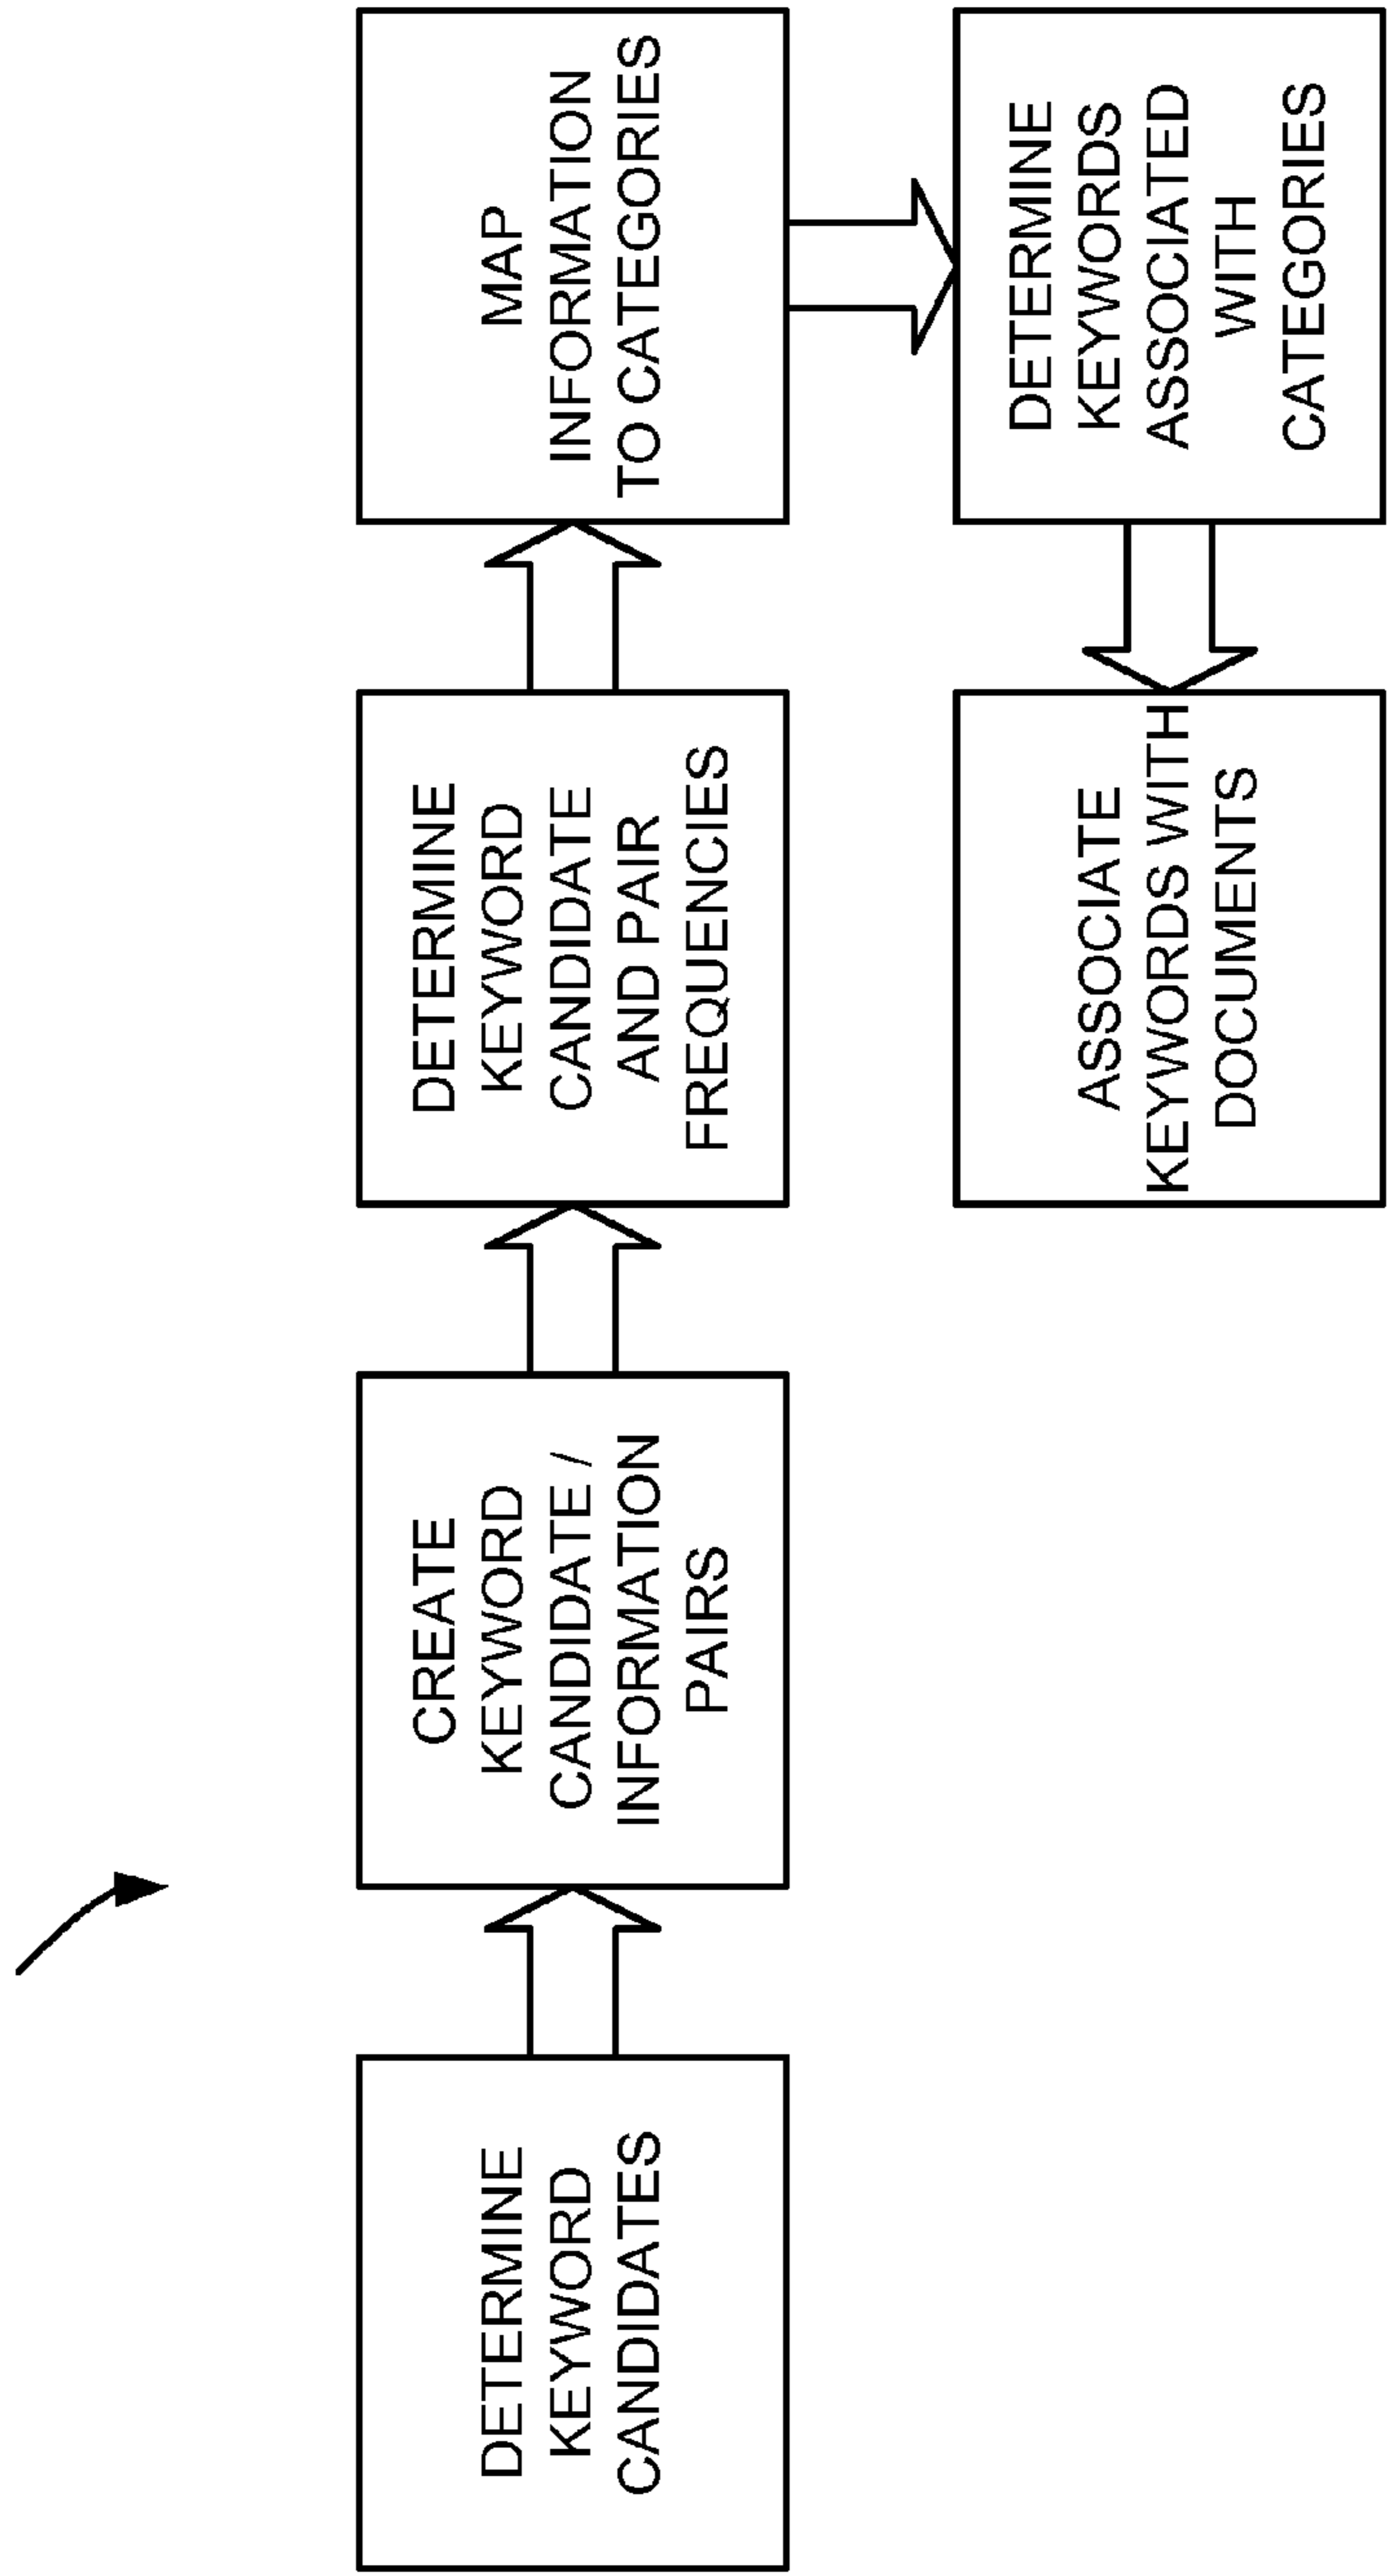 DETERMINE
KEYWORD
CANDIDATES
CREATE
KEYWORD
CANDIDATE /
INFORMATION
PAIRS
DETERMINE
KEYWORD
CANDIDATE
AND PAIR
FREQUENCIES
MAP
INFORMATION
TO CATEGORIES
DETERMINE
KEYWORDS
ASSOCIATED
WITH
CATEGORIES
ASSOCIATE
KEYWORDS WITH
DOCUMENTS